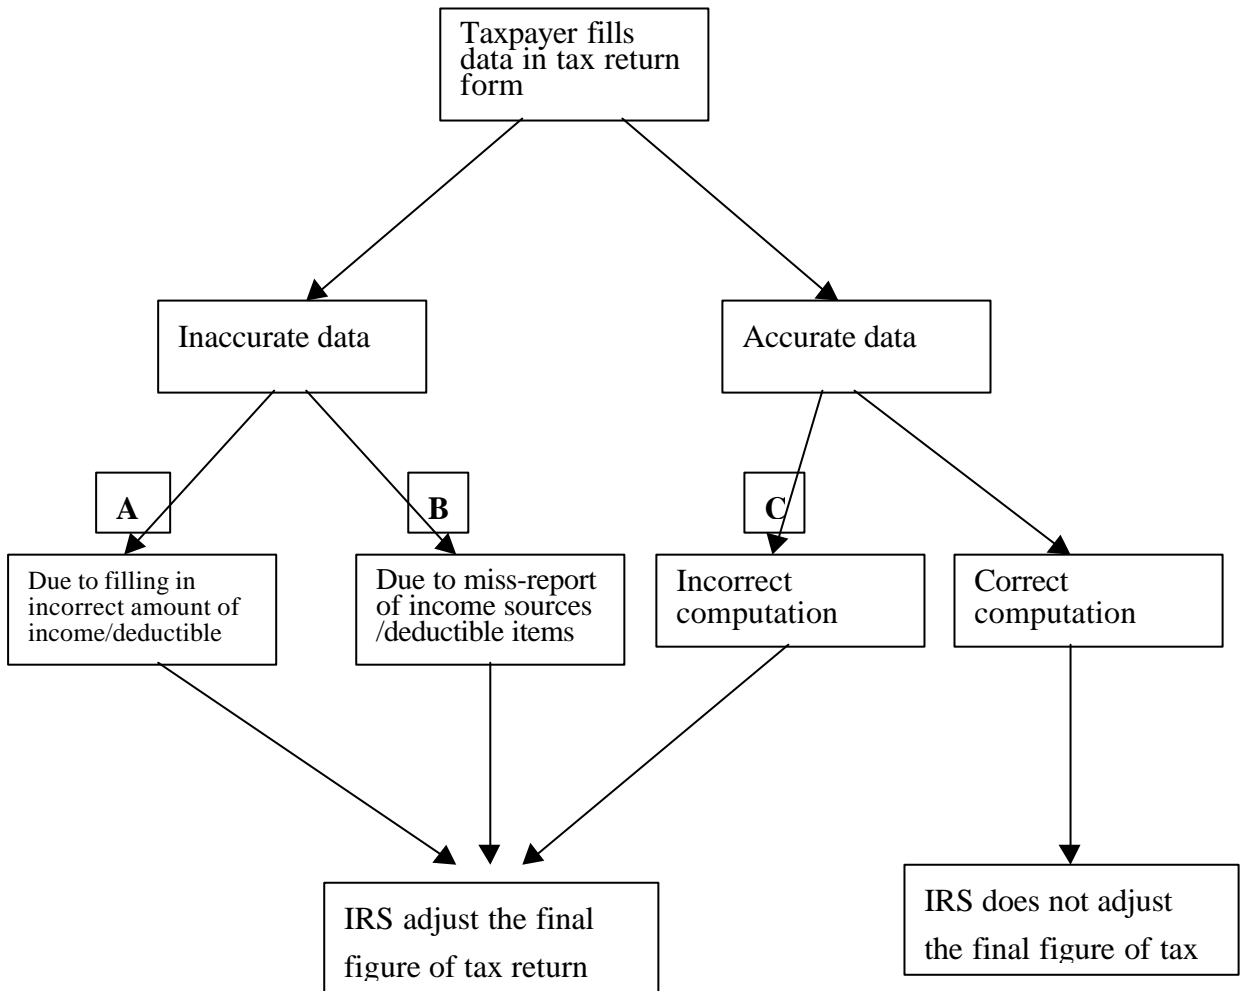 Taxpayer fills
data in tax return
form
Inaccurate data
Accurate data
A
B
C
Due to filling in
incorrect amount of
income/deductible
Due to miss-report
of income sources
/deductible items
Incorrect
computation
Correct
computation
IRS adjust the final
figure of tax return
IRS does not adjust
the final figure of tax